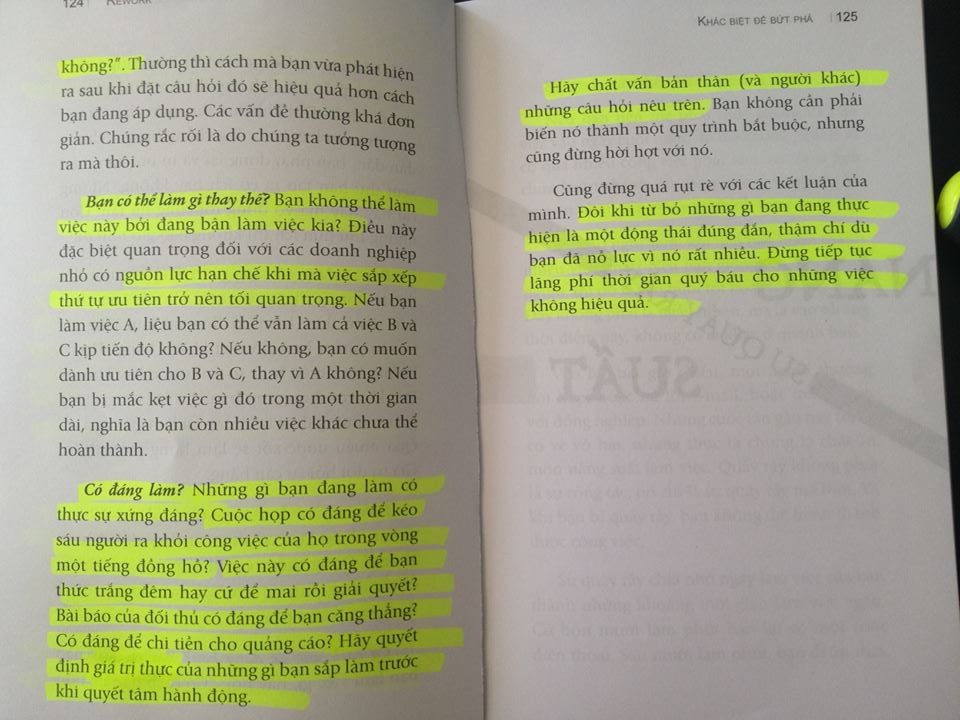 124 | REWORK
không?". Thường thì cách mà bạn vừa phát hiện
ra sau khi đặt câu hỏi đó sẽ hiệu quả hơn cách
bạn đang áp dụng. Các vấn đề thường khá đơn
giản. Chúng rắc rối là do chúng ta tưởng tượng
ra mà thôi.
Bạn có thể làm gì thay thế? Bạn không thể làm
việc này bởi đang bận làm việc kia? Điều này
đặc biệt quan trọng đối với các doanh nghiệp
nhỏ có nguồn lực hạn chế khi mà việc sắp xếp
thứ tự ưu tiên trở nên tối quan trọng. Nếu bạn
làm việc A, liệu bạn có thể vẫn làm cả việc B và
C kịp tiến độ không? Nếu không, bạn có muốn
dành ưu tiên cho B và C, thay vì A không? Nếu
bạn bị mắc kẹt việc gì đó trong một thời gian
dài, nghĩa là bạn còn nhiều việc khác chưa thể
hoàn thành.
Có đáng làm? Những gì bạn đang làm có
thực sự xứng đáng? Cuộc họp có đáng để kéo
sáu người ra khỏi công việc của họ trong vòng
một tiếng đồng hồ? Việc này có đáng để bạn
thức trắng đêm hay cứ để mai rồi giải quyết?
Bài báo của đối thủ có đáng để bạn căng thẳng?
Có đáng để chi tiền cho quảng cáo? Hãy quyết
định giá trị thực của những gì bạn sắp làm trước
khi quyết tâm hành động.
KHÁC BIỆT ĐỂ BỨT PHÁ | 125
Hãy chất vấn bản thân (và người khác)
những câu hỏi nêu trên. Bạn không cần phải
biến nó thành một quy trình bắt buộc, nhưng
cũng đừng hời hợt với nó.
Cũng đừng quá rụt rè với các kết luận của
mình. Đôi khi từ bỏ những gì bạn đang thực
hiện là một động thái đúng đắn, thậm chí dù
bạn đã nỗ lực vì nó rất nhiều. Đừng tiếp tục
lãng phí thời gian quý báu cho những việc
không hiệu quả.